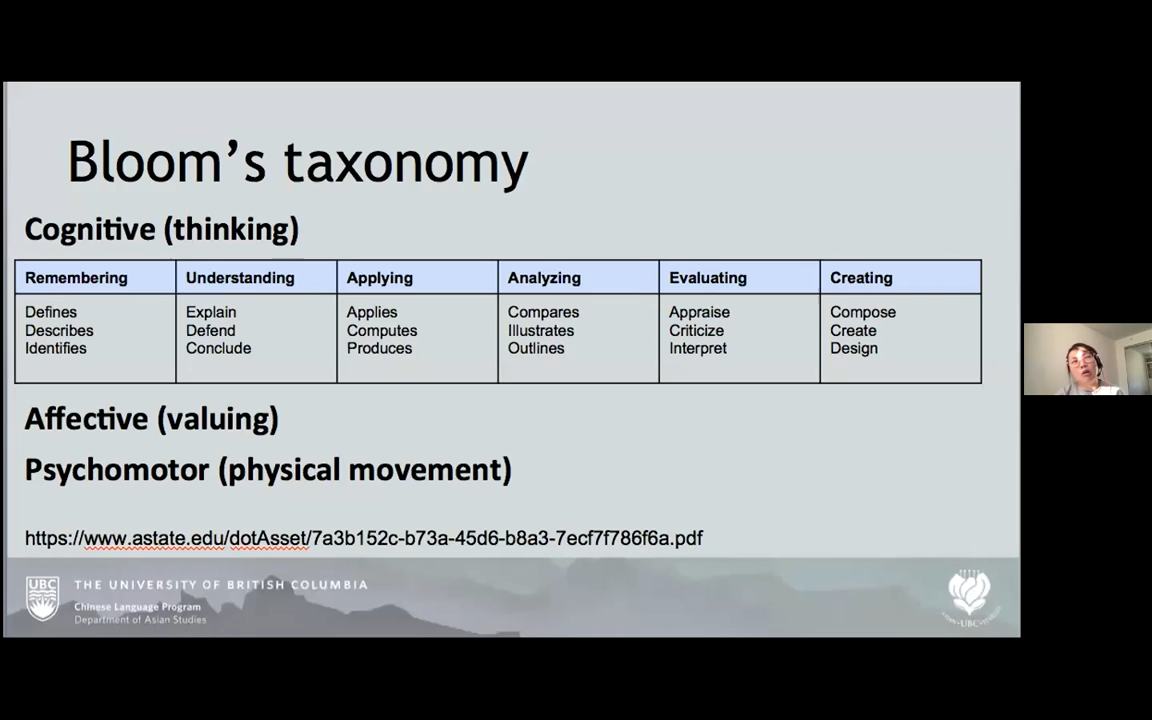 Bloom's taxonomy
Cognitive (thinking)
Remembering Understanding Applying Analyzing Evaluating Creating
Defines Explain Applies Compares Appraise Compose
Describes Defend Computes Illustrates Criticize Create
Identifies Conclude Produces Outlines Interpret Design
Affective (valuing)
Psychomotor (physical movement)
https://www.astate.edu/dotAsset/7a3b152c-b73a-45d6-b8a3-7ecf7f786f6a.pdf
UBC
THE UNIVERSITY OF BRITISH COLUMBIA
Chinese Language Program
Department of Asian Studies
UBC